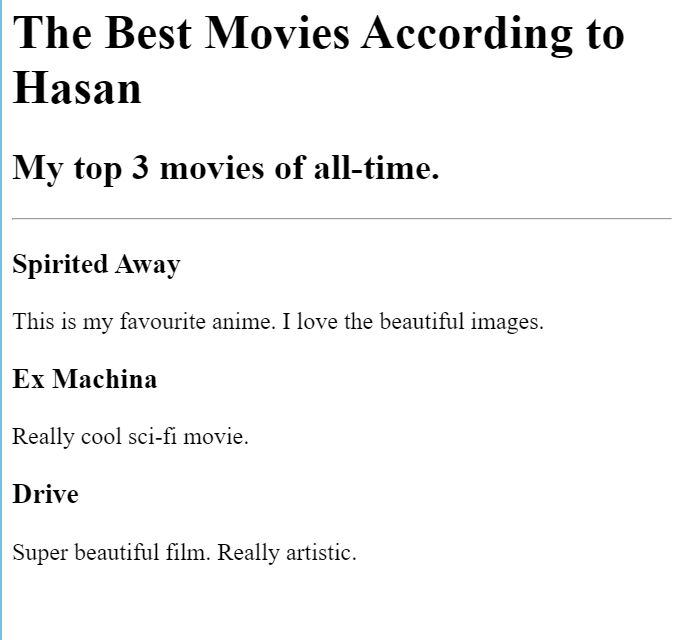 The Best Movies According to
Hasan
My top 3 movies of all-time.
Spirited Away
This is my favourite anime. I love the beautiful images.
Ex Machina
Really cool sci-fi movie.
Drive
Super beautiful film. Really artistic.